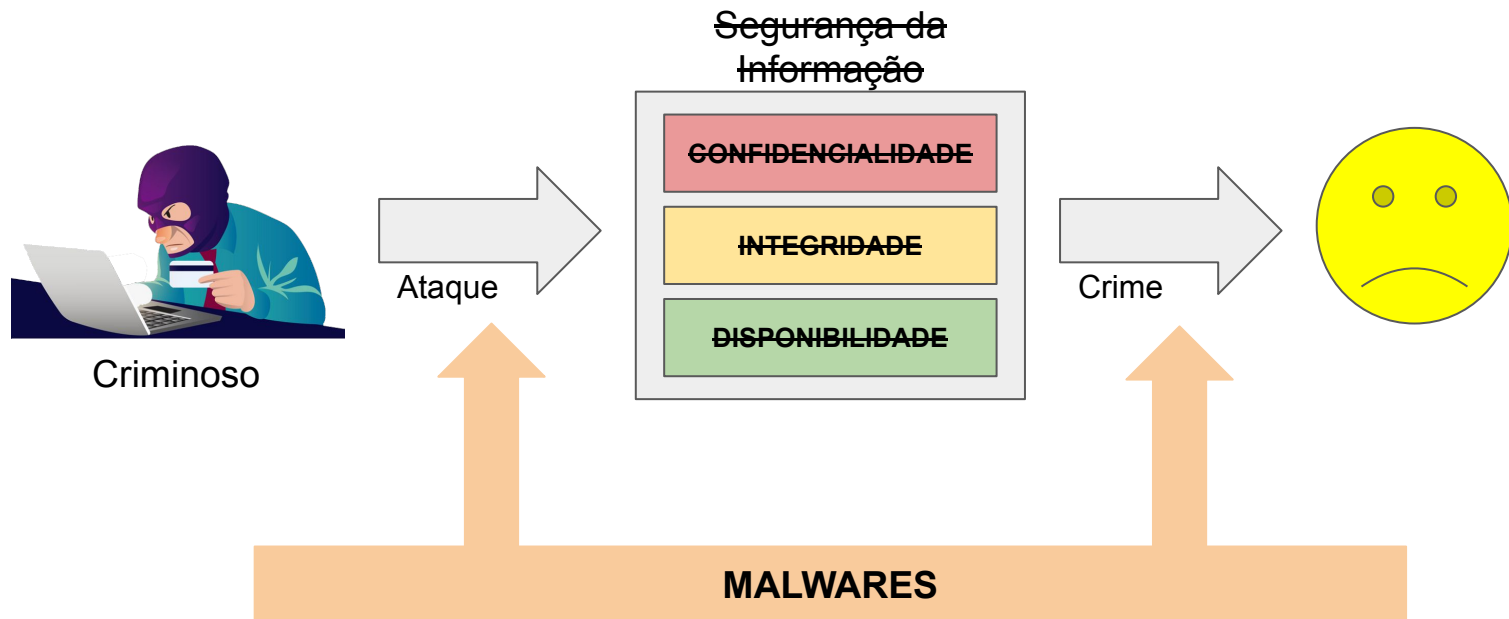 Segurança da
Informação
CONFIDENCIALIDADE
INTEGRIDADE
DISPONIBILIDADE
Ataque
Crime
Criminoso
MALWARES